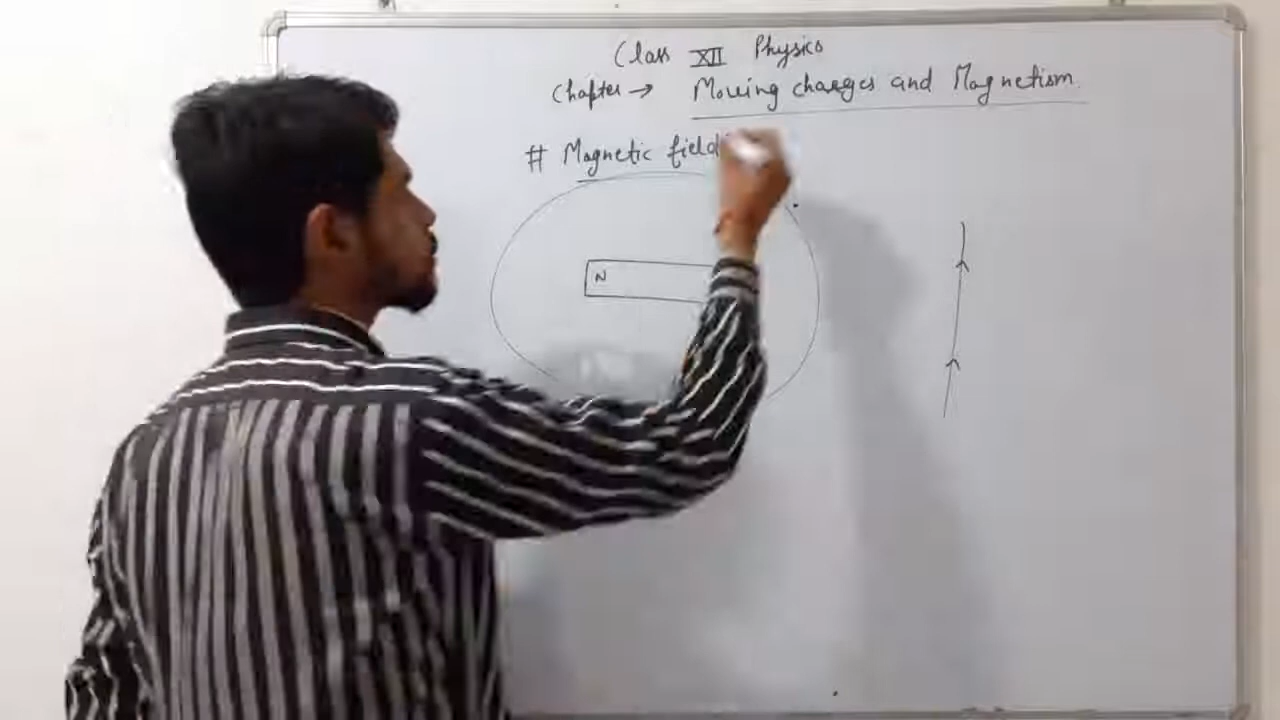 Class XII Physics
Chapter → Moving charges and Magnetism
# Magnetic field
N